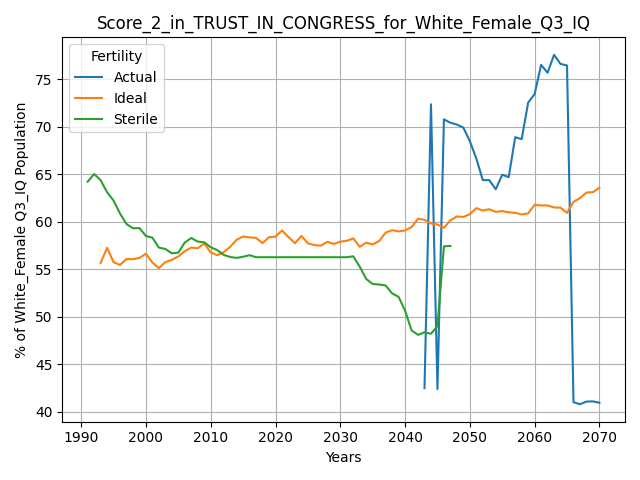 Score_2_in_TRUST_IN_CONGRESS_for_White_Female_Q3_IQ
Fertility
Actual
Ideal
Sterile
% of White_Female Q3_IQ Population
75
70
65
60
55
50
45
40
1990
2000
2010
2020
2030
2040
2050
2060
2070
Years